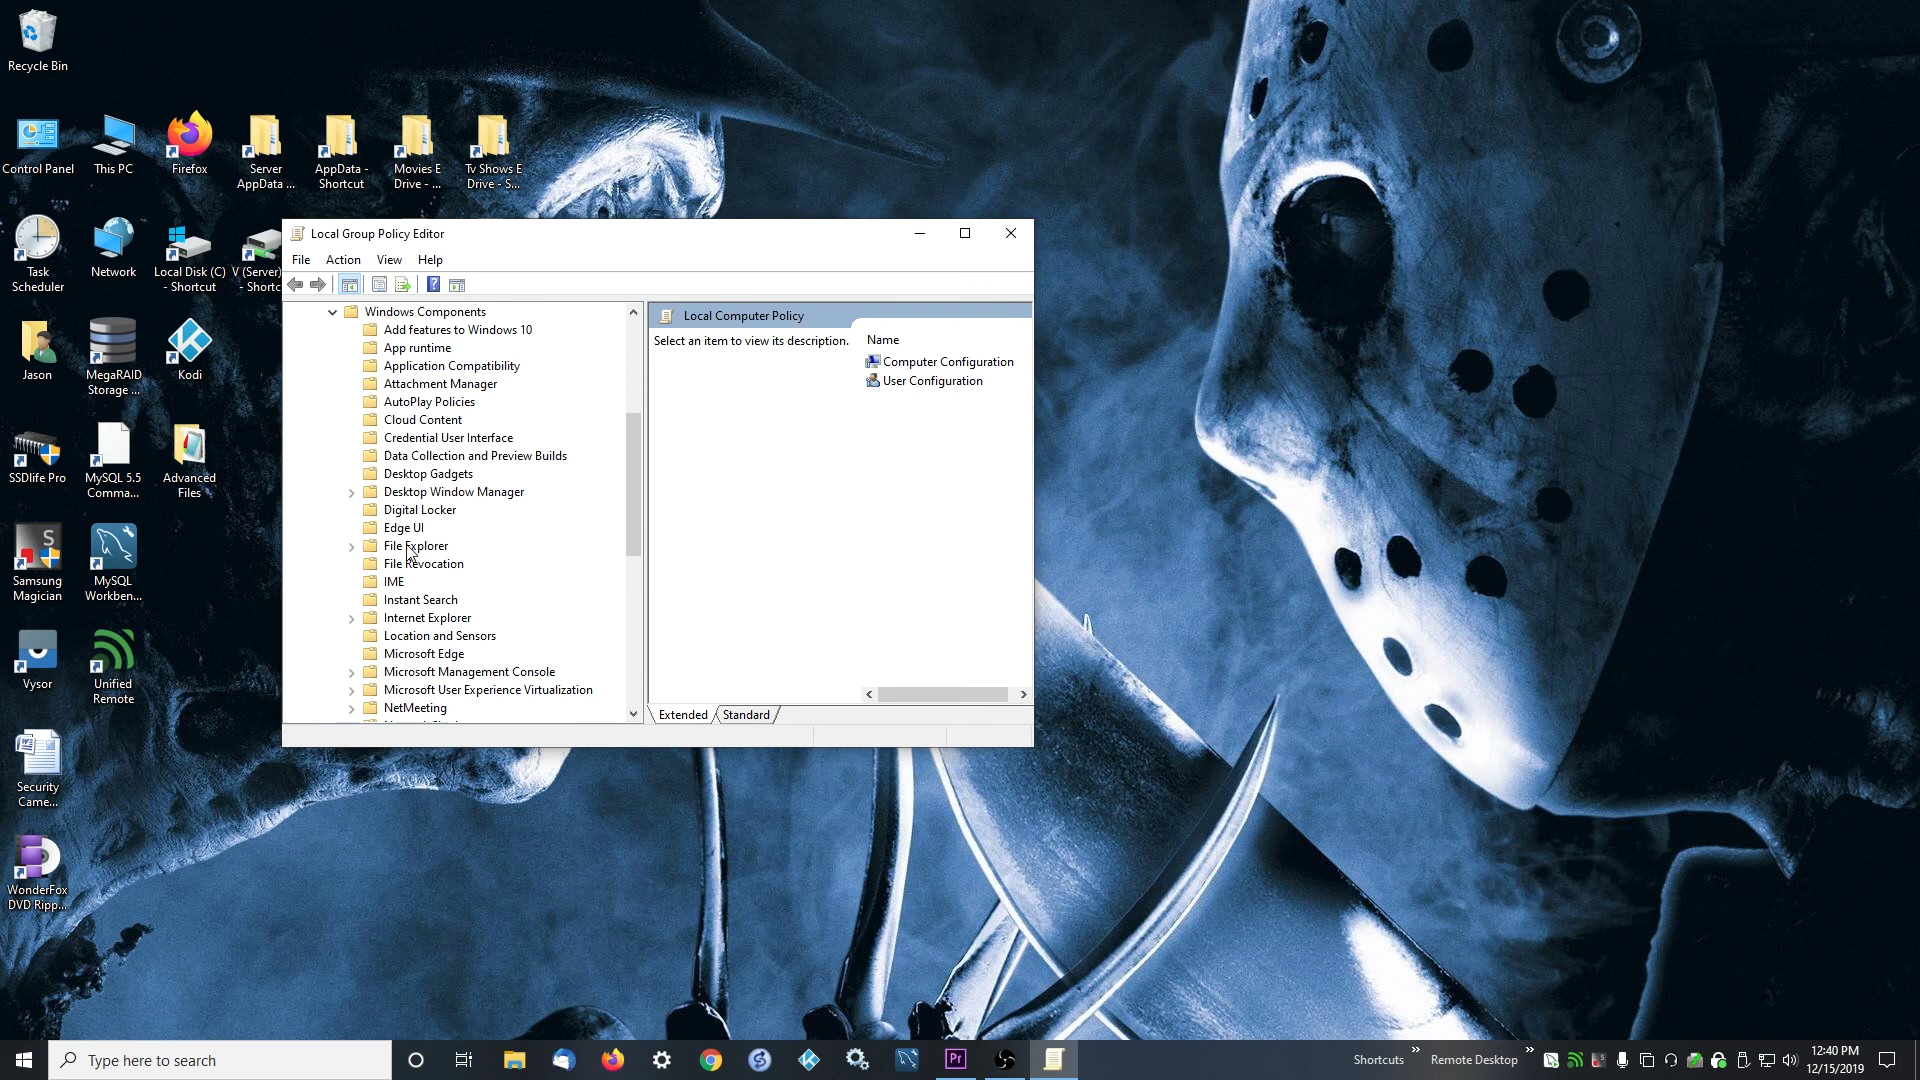 Recycle Bin
Control Panel
This PC
Firefox
Server
AppData ...
AppData -
Shortcut
Movies E
Drive - ...
Tv Shows E
Drive - S...
Task
Scheduler
Network
Local Disk (C)
- Shortcut
V (Server)
- Shortc
Jason
MegaRAID
Storage ...
Kodi
SSDlife Pro
MySQL 5.5
Comma...
Advanced
Files
Samsung
Magician
MySQL
Workben...
Vysor
Unified
Remote
Security
Came...
WonderFox
DVD Ripp...
Local Group Policy Editor
File Action View Help
Windows Components
Add features to Windows 10
App runtime
Application Compatibility
Attachment Manager
AutoPlay Policies
Cloud Content
Credential User Interface
Data Collection and Preview Builds
Desktop Gadgets
Desktop Window Manager
Digital Locker
Edge UI
File Explorer
File Revocation
IME
Instant Search
Internet Explorer
Location and Sensors
Microsoft Edge
Microsoft Management Console
Microsoft User Experience Virtualization
NetMeeting
Local Computer Policy
Select an item to view its description.
Name
Computer Configuration
User Configuration
Extended Standard
Type here to search
Pr
Shortcuts
Remote Desktop
12:40 PM
12/15/2019